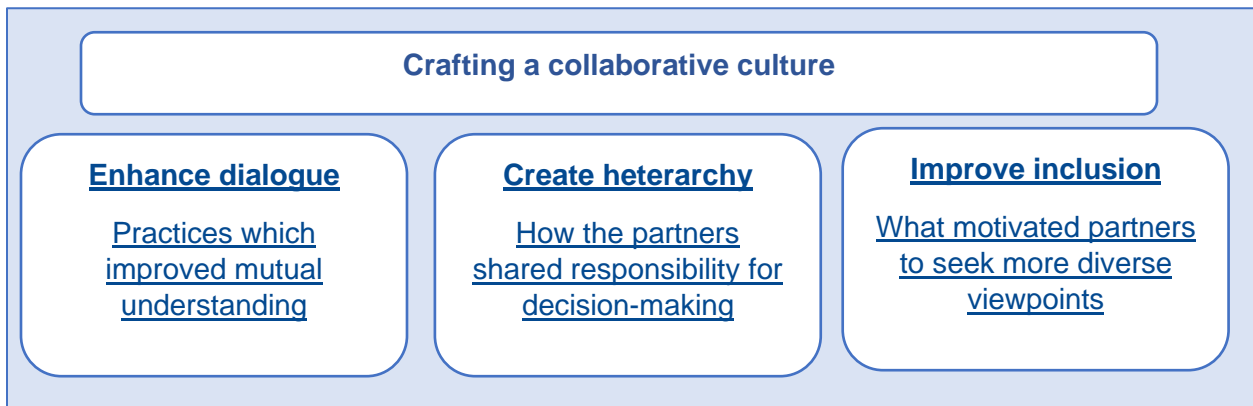 Crafting a collaborative culture
Enhance dialogue
Practices which
improved mutual
understanding
Create heterarchy
How the partners
shared responsibility for
decision-making
Improve inclusion
What motivated partners
to seek more diverse
viewpoints